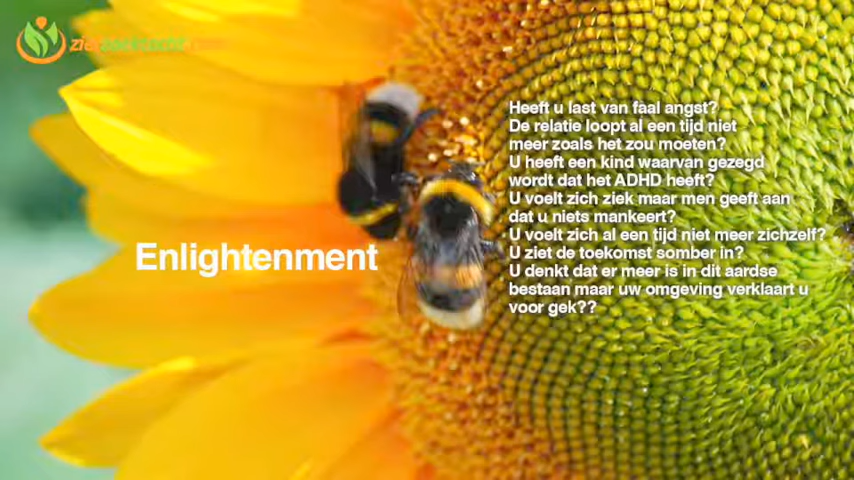 Heeft u last van faal angst?
De relatie loopt al een tijd niet
meer zoals het zou moeten?
U heeft een kind waarvan gezegd
wordt dat het ADHD heeft?
U voelt zich ziek maar men geeft aan
dat u niets mankeert?
U voelt zich al een tijd niet meer zichzelf?
U ziet de toekomst somber in?
U denkt dat er meer is in dit aardse
bestaan maar uw omgeving verklaart u
voor gek??
Enlightenment